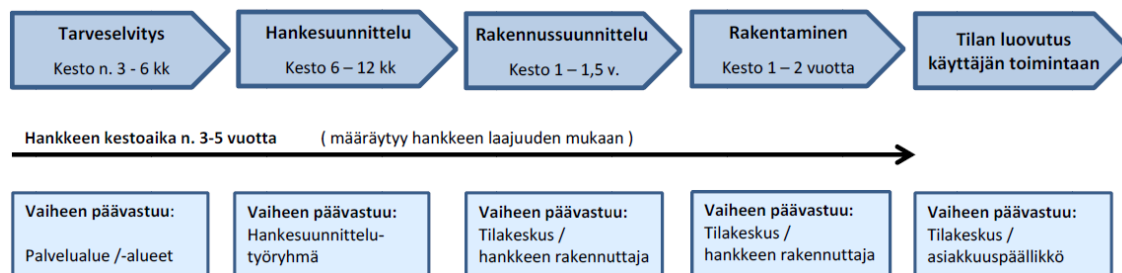 Tarveselvitys
Kesto n. 3 - 6 kk
Hankesuunnittelu
Kesto 6 – 12 kk
Rakennussuunnittelu
Kesto 1 – 1,5 v.
Rakentaminen
Kesto 1 – 2 vuotta
Tilan luovutus
käyttäjän toimintaan
Hankkeen kestoaika n. 3-5 vuotta ( määräytyy hankkeen laajuuden mukaan )
Vaiheen päävastuu:
Palvelualue /-alueet
Vaiheen päävastuu:
Hankesuunnittelu-
työryhmä
Vaiheen päävastuu:
Tilakeskus /
hankkeen rakennuttaja
Vaiheen päävastuu:
Tilakeskus /
hankkeen rakennuttaja
Vaiheen päävastuu:
Tilakeskus /
asiakkuuspäällikkö